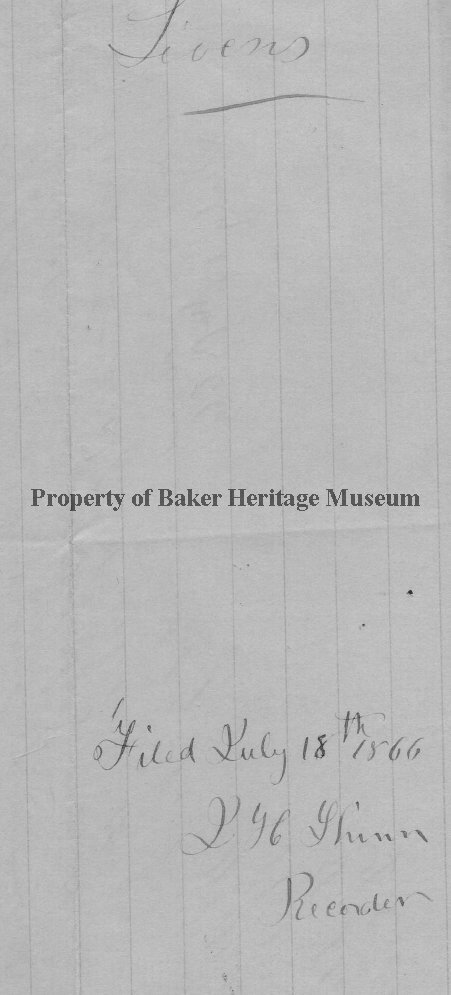 Property of Baker Heritage Museum
Filed July 18th 1866
J H Shinn
Recorder